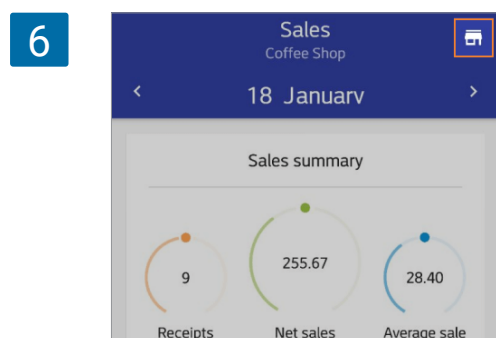 6
Sales
Coffee Shop
18 January
Sales summary
9
255.67
28.40
Receipts
Net sales
Average sale